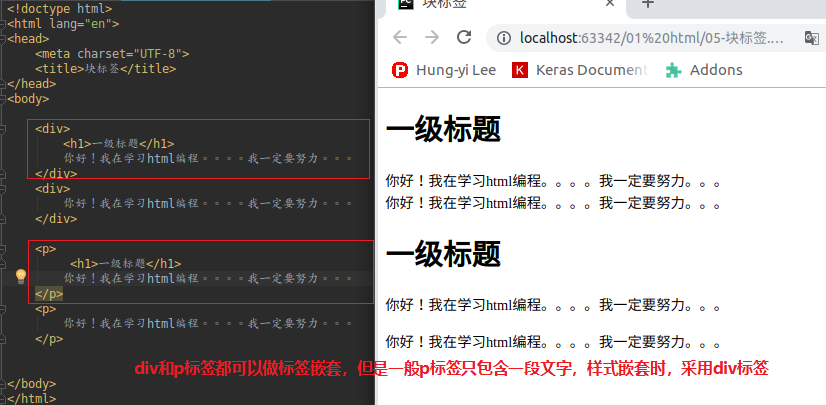 <!doctype html>
<html lang="en">
<head>
<meta charset="UTF-8">
<title>块标签</title>
</head>
<body>
<div>
<h1>一级标题</h1>
你好！我在学习html编程。。。。我一定要努力。。。
</div>
<div>
你好！我在学习html编程。。。。我一定要努力。。。
</div>
<p>
<h1>一级标题</h1>
你好！我在学习html编程。。。。我一定要努力。。。
</p>
<p>
你好！我在学习html编程。。。。我一定要努力。。。
</p>
</body>
</html>
块标签
localhost:63342/01%20html/05-块标签....
Hung-yi Lee Keras Document Addons
一级标题
你好！我在学习html编程。。。。我一定要努力。。。
你好！我在学习html编程。。。。我一定要努力。。。
一级标题
你好！我在学习html编程。。。。我一定要努力。。。
你好！我在学习html编程。。。。我一定要努力。。。
div和p标签都可以做标签嵌套，但是一般p标签只包含一段文字，样式嵌套时，采用div标签